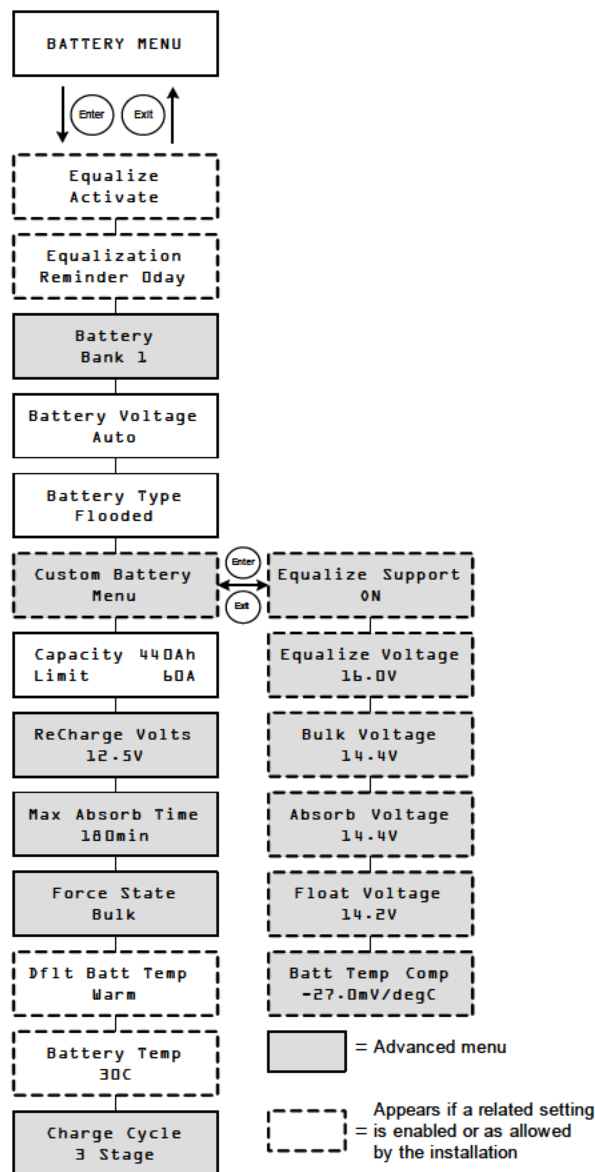 BATTERY MENU
Enter
Exit
Equalize
Activate
Equalization
Reminder 0day
Battery
Bank 1
Battery Voltage
Auto
Battery Type
Flooded
Custom Battery
Menu
Enter
Exit
Equalize Support
ON
Capacity 440Ah
Limit 60A
Equalize Voltage
16.0V
ReCharge Volts
12.5V
Bulk Voltage
14.4V
Max Absorb Time
180min
Absorb Voltage
14.4V
Force State
Bulk
Float Voltage
14.2V
Dflt Batt Temp
Warm
Batt Temp Comp
-27.0mV/degC
Battery Temp
30C
= Advanced menu
Charge Cycle
3 Stage
Appears if a related setting
= is enabled or as allowed
by the installation